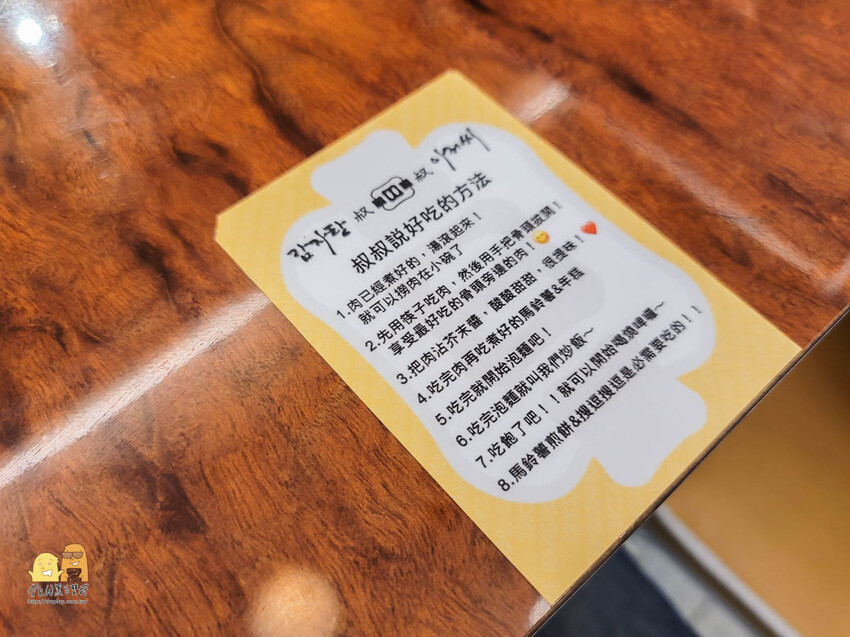 감자탕 叔 叔 아저씨
叔叔說好吃的方法
1.肉已經煮好的，湯滾起來！
就可以撈肉在小碗了
2.先用筷子吃肉，然後用手把骨頭拔開！
享受最好吃的骨頭旁邊的肉！
3.把肉沾芥末醬，酸酸甜甜，很提味！
4.吃完肉再吃煮好的馬鈴薯&年糕
5.吃完就開始泡麵吧！
6.吃完泡麵就叫我們炒飯～
7.吃飽了吧！！就可以開始喝燒啤囉～
8.馬鈴薯煎餅&嫚逗嫚逗是必需要吃的！！